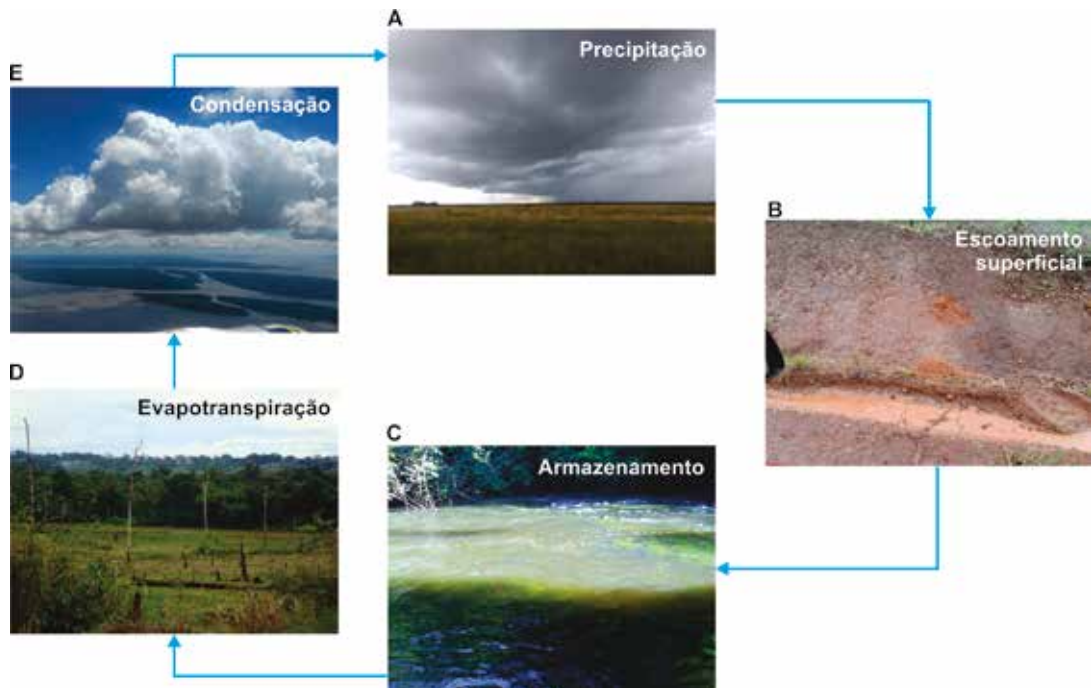 A
Precipitação
E
Condensação
B
Escoamento
superficial
D
Evapotranspiração
C
Armazenamento